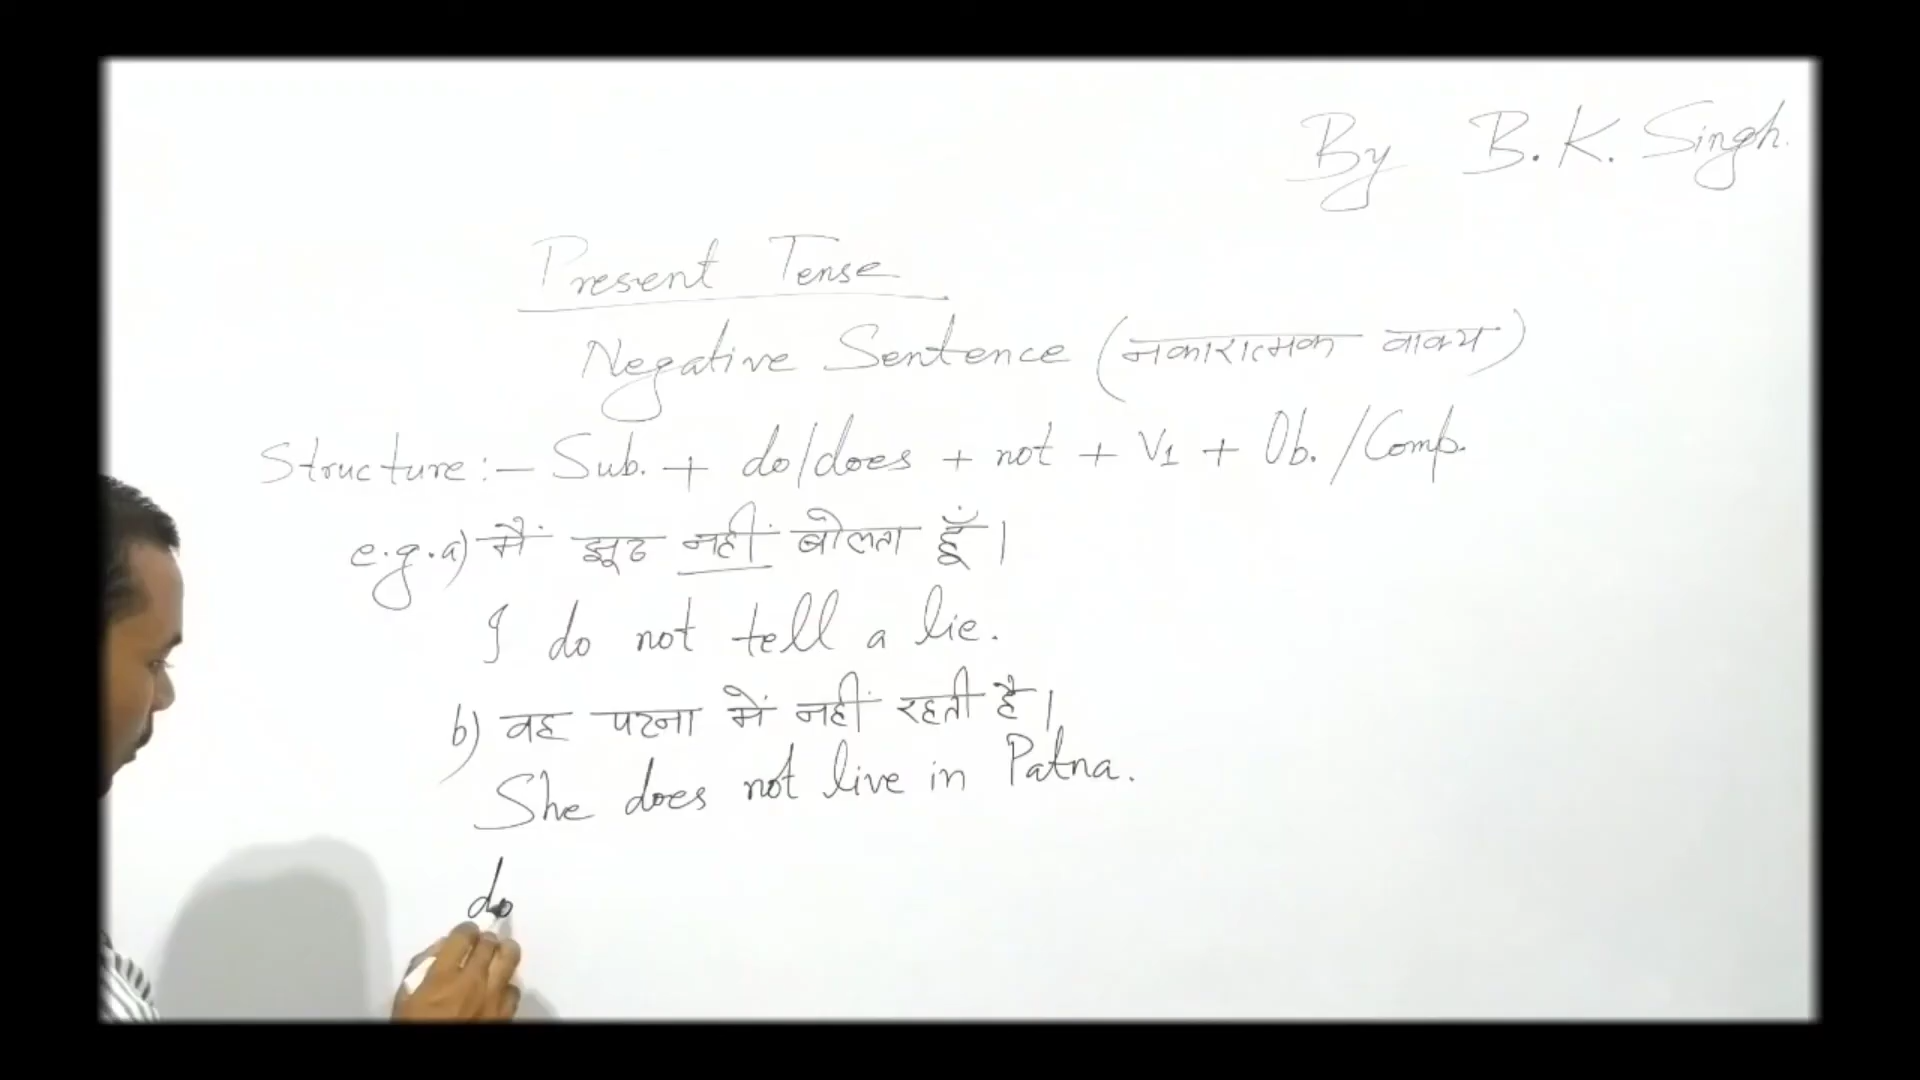 By B. K. Singh.
Present Tense
Negative Sentence (नकारात्मक वाक्य)
Structure:- Sub. + do/does + not + V1 + Ob. /Comp.
e.g. a) मैं झूठ नहीं बोलता हूँ।
I do not tell a lie.
b) वह पटना में नहीं रहती है।
She does not live in Patna.
do